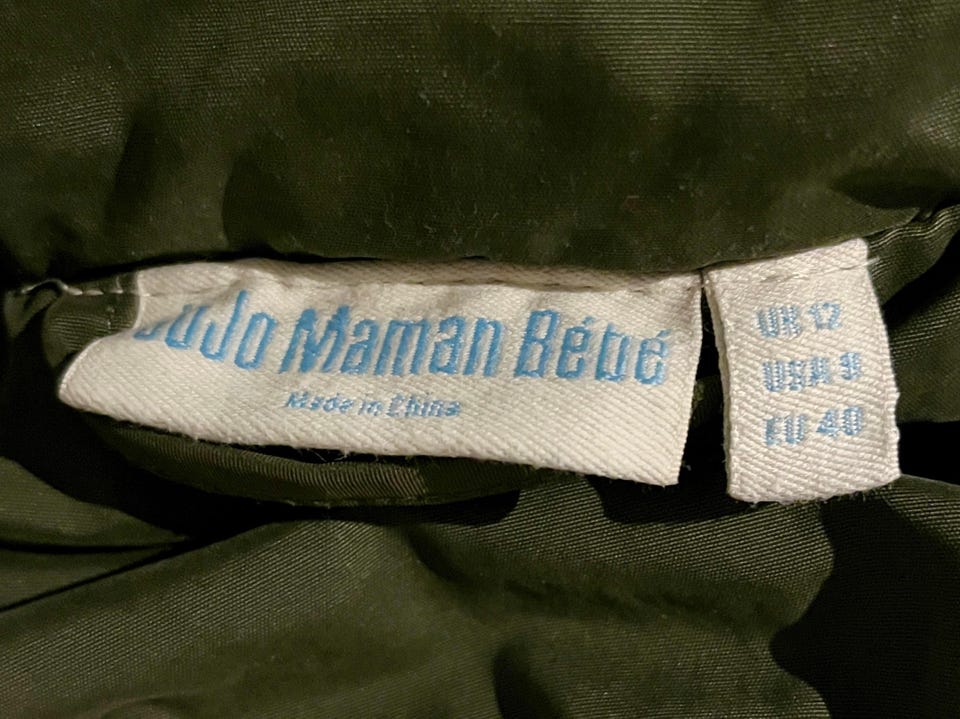 JoJo Maman Bébé
Made in China
UK 12
USA 8
EU 40